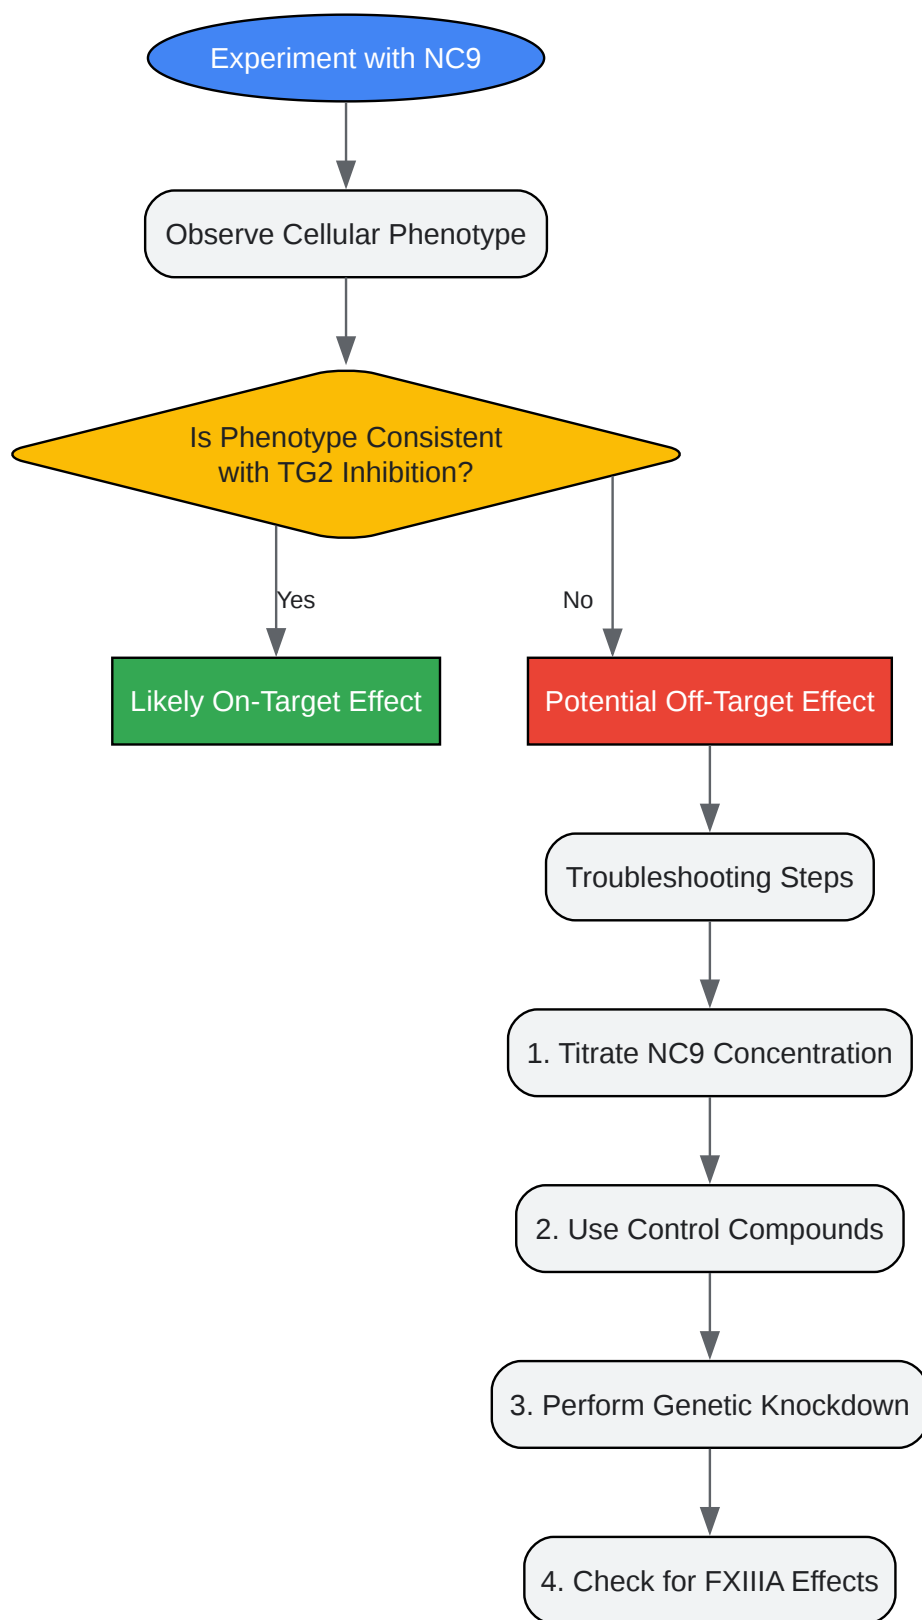 Experiment with NC9
Observe Cellular Phenotype
Is Phenotype Consistent
with TG2 Inhibition?
Yes
No
Likely On-Target Effect
Potential Off-Target Effect
Troubleshooting Steps
1. Titrate NC9 Concentration
2. Use Control Compounds
3. Perform Genetic Knockdown
4. Check for FXIIIA Effects